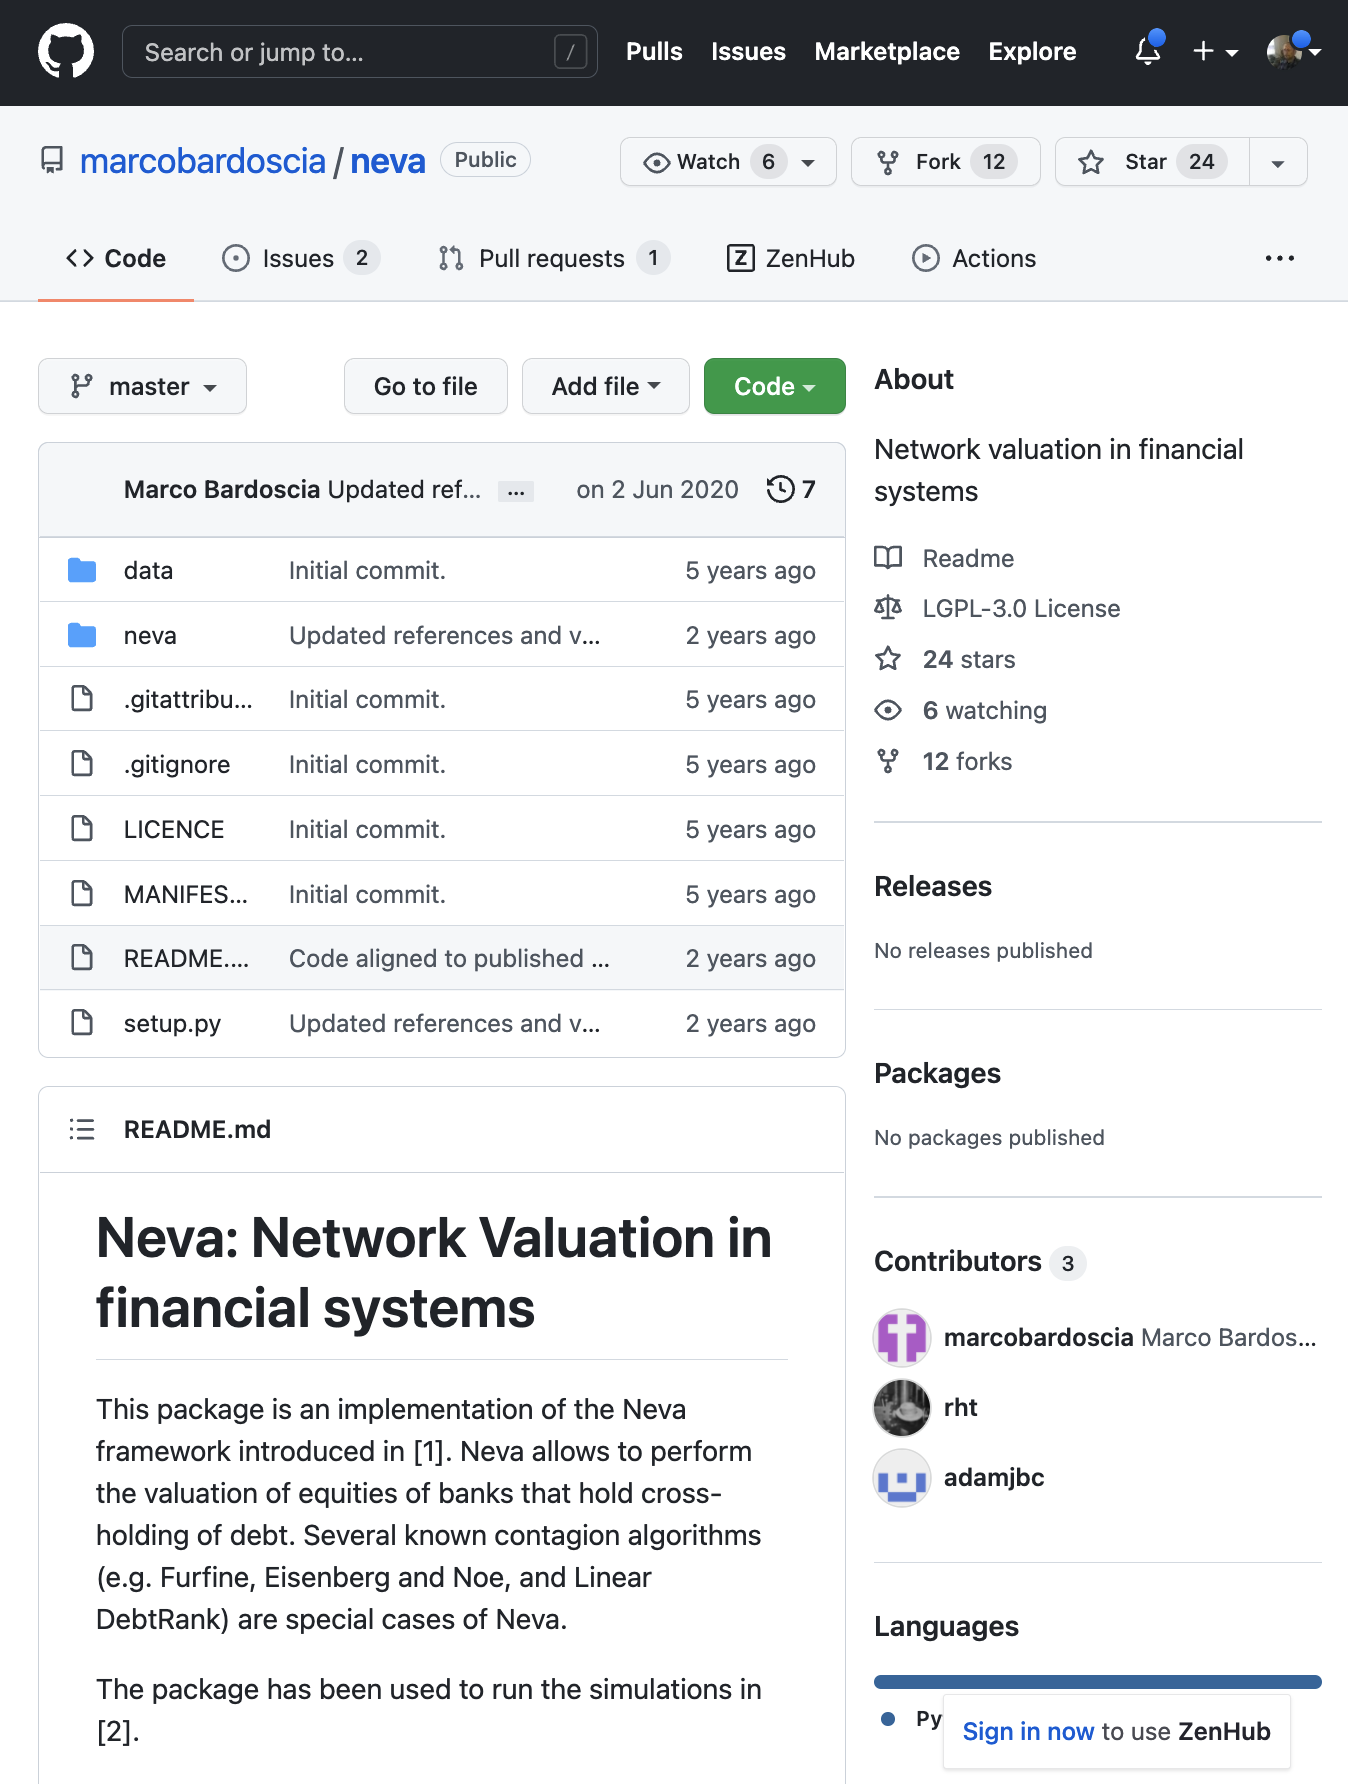 Search or jump to... /
Pulls Issues Marketplace Explore
marcobardoscia / neva Public
Watch 6 Fork 12 Star 24
Code Issues 2 Pull requests 1 ZenHub Actions ...
master Go to file Add file Code
Marco Bardoscia Updated ref... ... on 2 Jun 2020 7
data Initial commit. 5 years ago
neva Updated references and v... 2 years ago
.gitattribu... Initial commit. 5 years ago
.gitignore Initial commit. 5 years ago
LICENCE Initial commit. 5 years ago
MANIFES... Initial commit. 5 years ago
README.... Code aligned to published ... 2 years ago
setup.py Updated references and v... 2 years ago
README.md
Neva: Network Valuation in
financial systems
This package is an implementation of the Neva
framework introduced in [1]. Neva allows to perform
the valuation of equities of banks that hold cross-
holding of debt. Several known contagion algorithms
(e.g. Furfine, Eisenberg and Noe, and Linear
DebtRank) are special cases of Neva.
The package has been used to run the simulations in
[2].
About
Network valuation in financial
systems
Readme
LGPL-3.0 License
24 stars
6 watching
12 forks
Releases
No releases published
Packages
No packages published
Contributors 3
marcobardoscia Marco Bardos...
rht
adamjbc
Languages
Py
Sign in now to use ZenHub